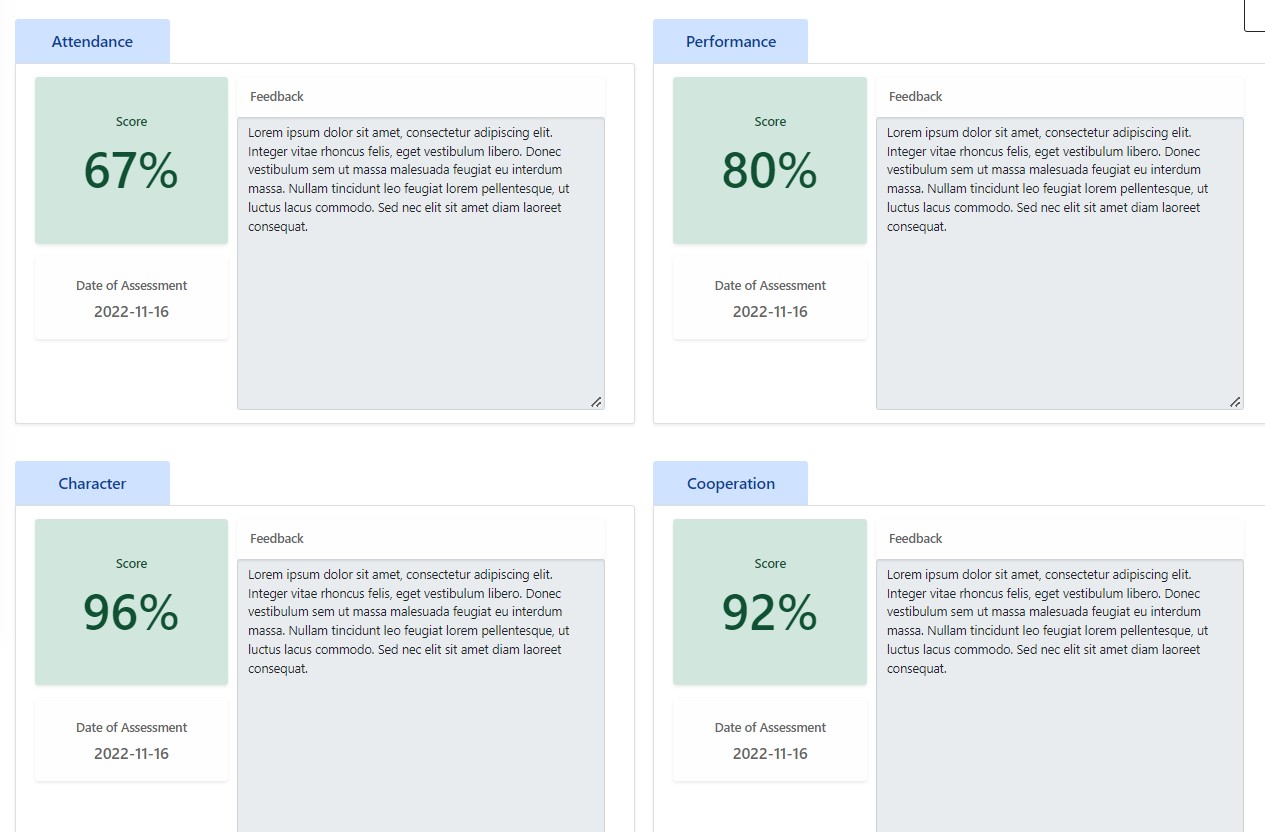 Attendance
Score
67%
Date of Assessment
2022-11-16
Feedback
Lorem ipsum dolor sit amet, consectetur adipiscing elit.
Integer vitae rhoncus felis, eget vestibulum libero. Donec
vestibulum sem ut massa malesuada feugiat eu interdum
massa. Nullam tincidunt leo feugiat lorem pellentesque, ut
luctus lacus commodo. Sed nec elit sit amet diam laoreet
consequat.
Performance
Score
80%
Date of Assessment
2022-11-16
Feedback
Lorem ipsum dolor sit amet, consectetur adipiscing elit.
Integer vitae rhoncus felis, eget vestibulum libero. Donec
vestibulum sem ut massa malesuada feugiat eu interdum
massa. Nullam tincidunt leo feugiat lorem pellentesque, ut
luctus lacus commodo. Sed nec elit sit amet diam laoreet
consequat.
Character
Score
96%
Date of Assessment
2022-11-16
Feedback
Lorem ipsum dolor sit amet, consectetur adipiscing elit.
Integer vitae rhoncus felis, eget vestibulum libero. Donec
vestibulum sem ut massa malesuada feugiat eu interdum
massa. Nullam tincidunt leo feugiat lorem pellentesque, ut
luctus lacus commodo. Sed nec elit sit amet diam laoreet
consequat.
Cooperation
Score
92%
Date of Assessment
2022-11-16
Feedback
Lorem ipsum dolor sit amet, consectetur adipiscing elit.
Integer vitae rhoncus felis, eget vestibulum libero. Donec
vestibulum sem ut massa malesuada feugiat eu interdum
massa. Nullam tincidunt leo feugiat lorem pellentesque, ut
luctus lacus commodo. Sed nec elit sit amet diam laoreet
consequat.